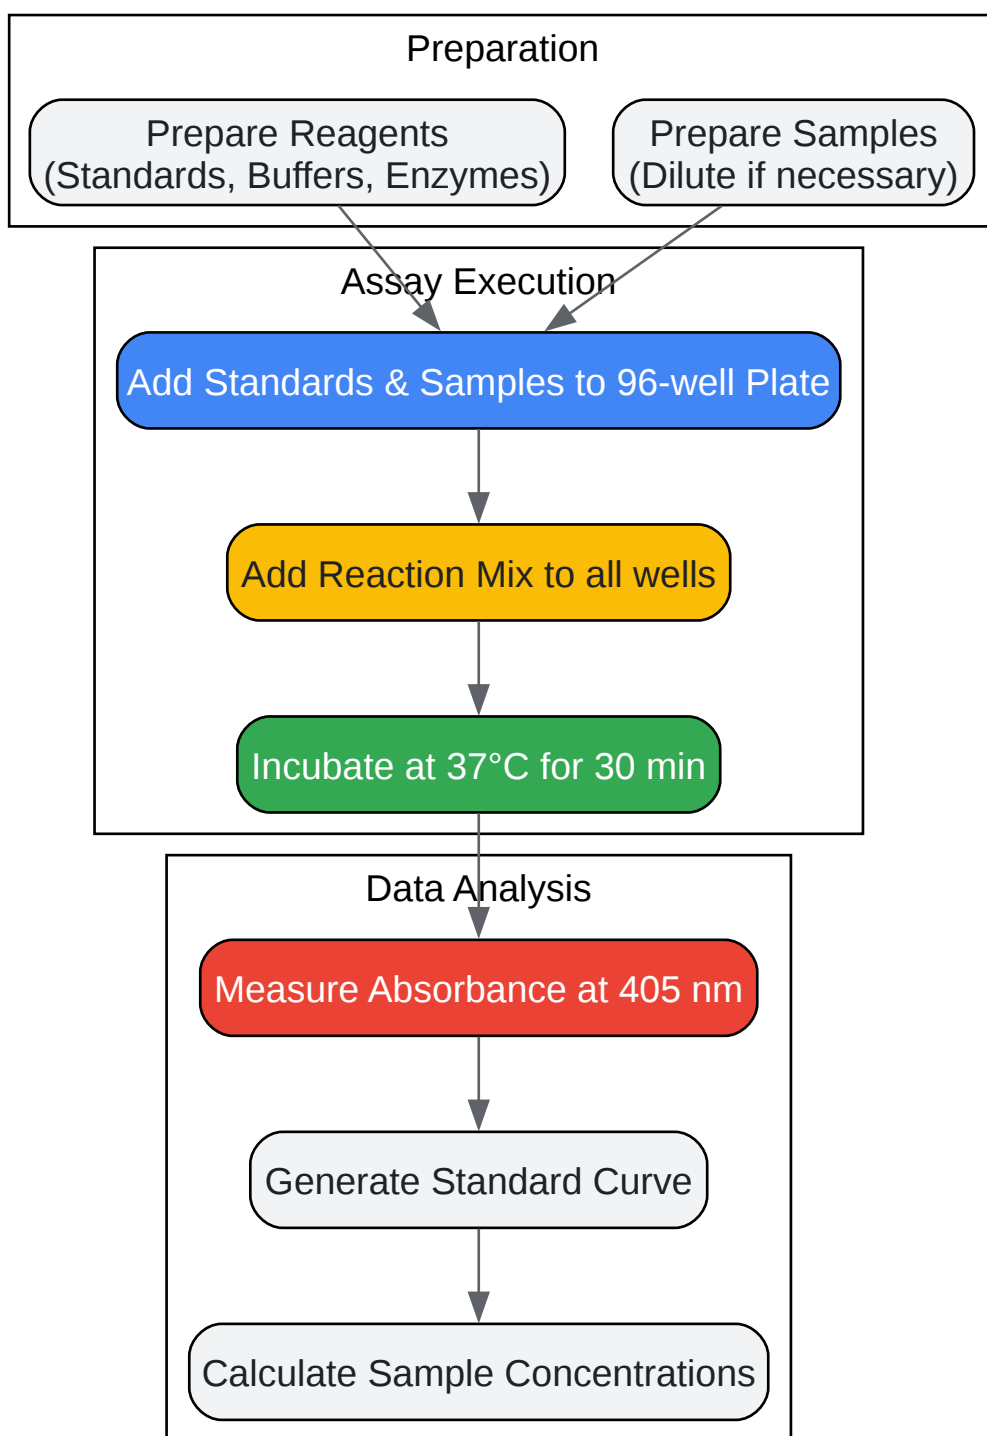 Preparation
Prepare Reagents
(Standards, Buffers, Enzymes)
Prepare Samples
(Dilute if necessary)
Assay Execution
Add Standards & Samples to 96-well Plate
Add Reaction Mix to all wells
Incubate at 37°C for 30 min
Data Analysis
Measure Absorbance at 405 nm
Generate Standard Curve
Calculate Sample Concentrations